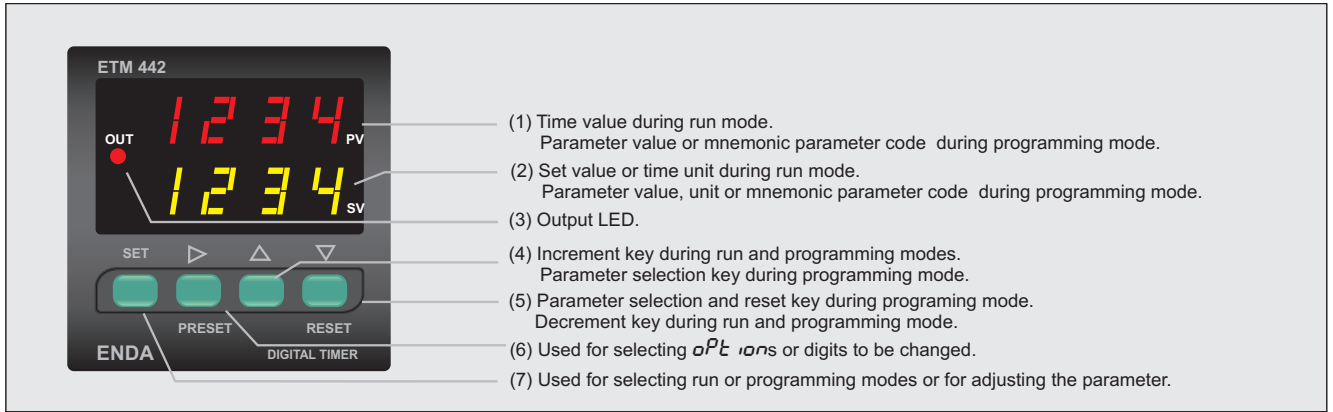 ETM 442
1234
PV
OUT
1234
SV
SET
PRESET
RESET
ENDA
DIGITAL TIMER
(1) Time value during run mode.
Parameter value or mnemonic parameter code during programming mode.
(2) Set value or time unit during run mode.
Parameter value, unit or mnemonic parameter code during programming mode.
(3) Output LED.
(4) Increment key during run and programming modes.
Parameter selection key during programming mode.
(5) Parameter selection and reset key during programing mode.
Decrement key during run and programming mode.
(6) Used for selecting oPtions or digits to be changed.
(7) Used for selecting run or programming modes or for adjusting the parameter.